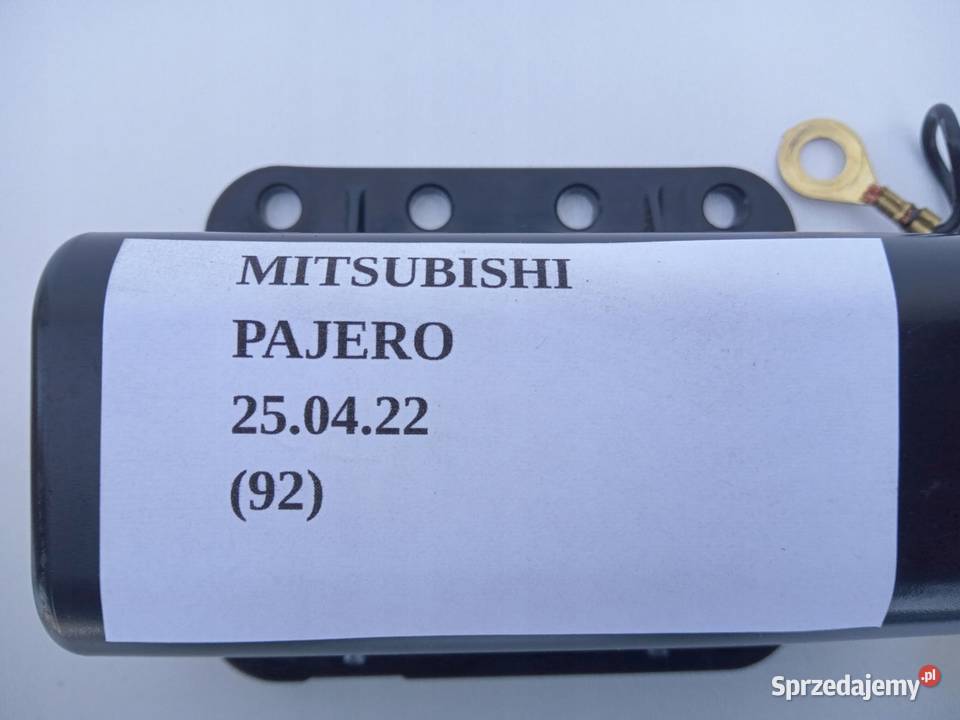 MITSUBISHI
PAJERO
25.04.22
(92)
Sprzedajemy.pl